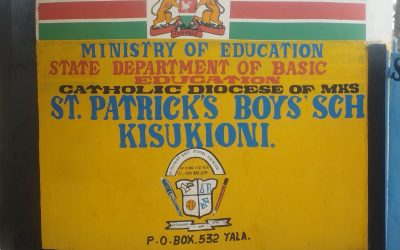 MINISTRY OF EDUCATION
STATE DEPARTMENT OF BASIC
EDUCATION
CATHOLIC DIOCESE OF MKS
ST. PATRICK'S BOYS' SCH
KISUKIONI.
P.O.BOX.532 TALA.